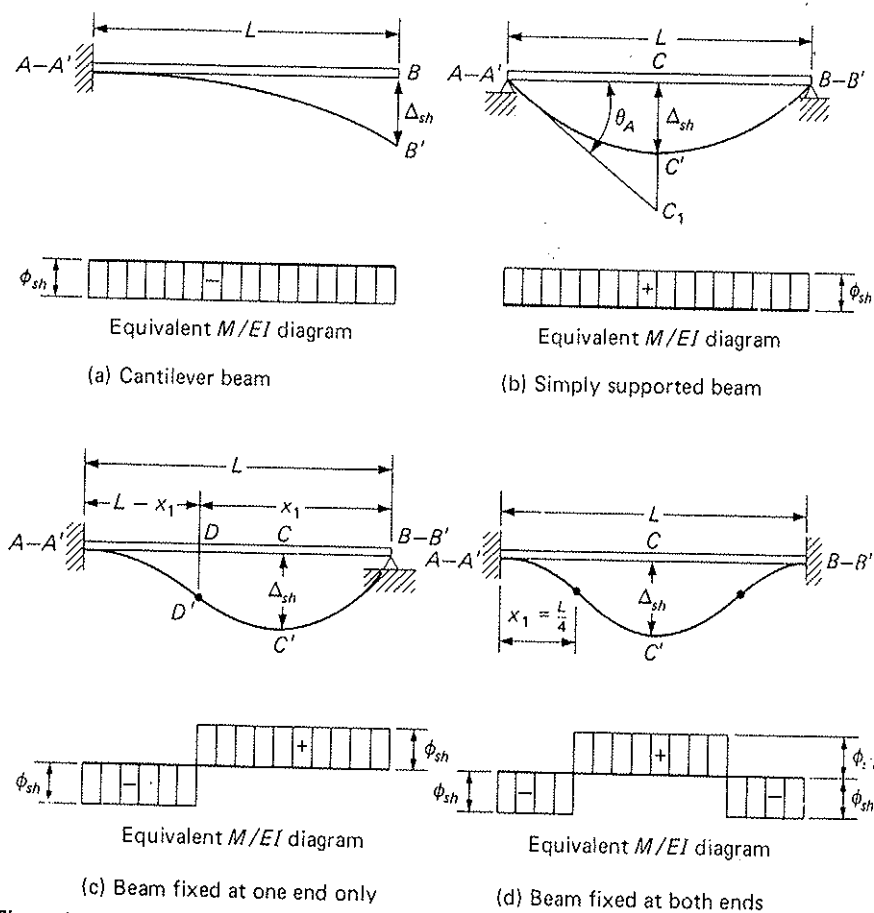 L
A–A′
B
Δsh
B′
ϕsh
–
Equivalent M/EI diagram
(a) Cantilever beam
L
C
A–A′
B–B′
θA
Δsh
C′
C1
+
ϕsh
Equivalent M/EI diagram
(b) Simply supported beam
L
L – x1
x1
D
C
B–B′
A–A′
Δsh
D′
C′
+
ϕsh
ϕsh
–
Equivalent M/EI diagram
(c) Beam fixed at one end only
L
C
A–A′
B–B′
Δsh
x1 = L/4
C′
+
ϕsh
–
–
ϕsh
Equivalent M/EI diagram
(d) Beam fixed at both ends